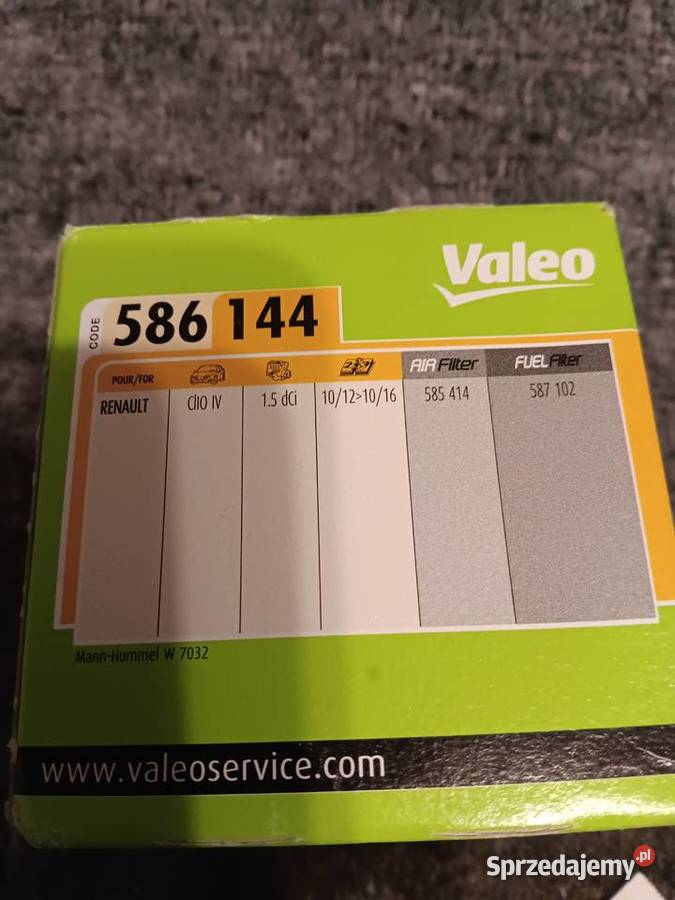 Valeo
CODE 586 144
POUR/FOR AIR Filter FUEL Filter
RENAULT ClIO IV 1.5 dCi 10/12>10/16 585 414 587 102
Mann-Hummel W 7032
www.valeoservice.com
Sprzedajemy.pl